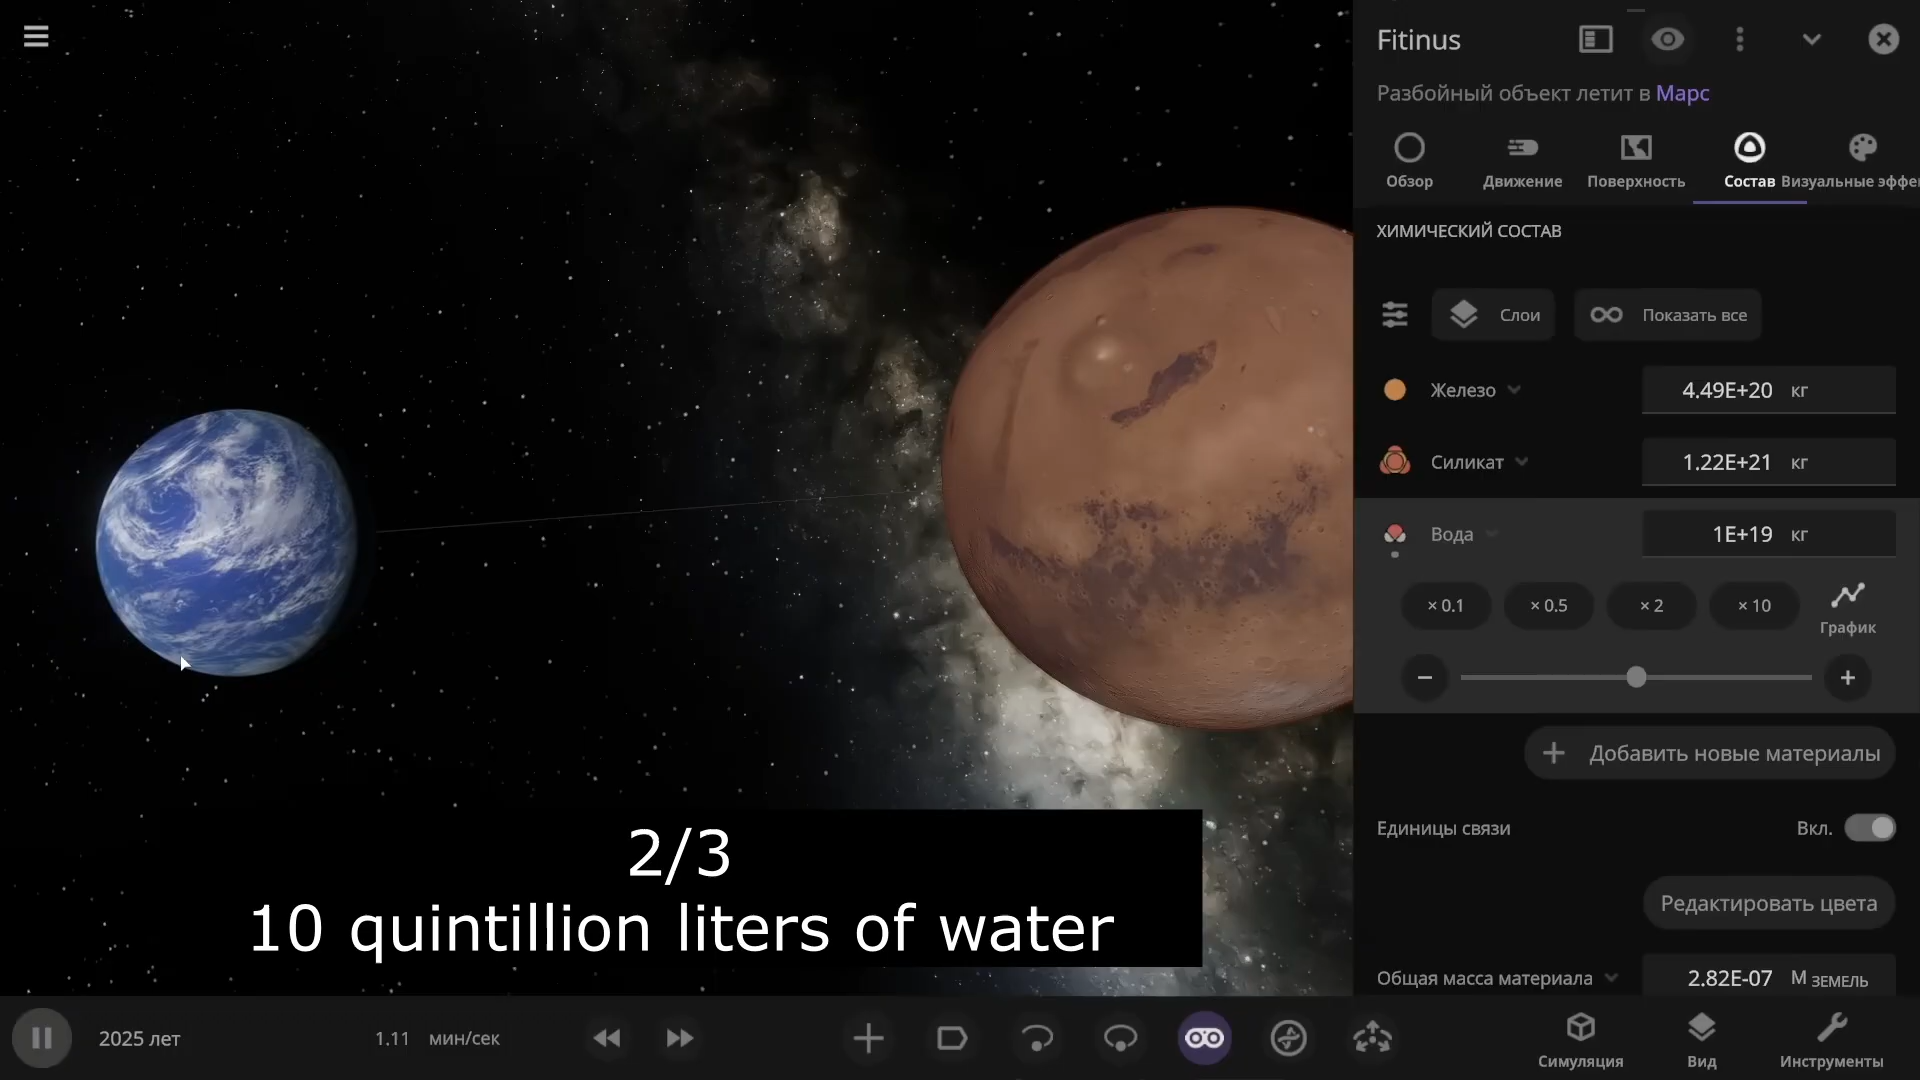 Fitinus
Разбойный объект летит в Марс
Обзор
Движение
Поверхность
Состав
Визуальные эффе
ХИМИЧЕСКИЙ СОСТАВ
Слои
Показать все
Железо 4.49E+20 кг
Силикат 1.22E+21 кг
Вода 1E+19 кг
× 0.1
× 0.5
× 2
× 10
График
Добавить новые материалы
Единицы связи Вкл.
Редактировать цвета
Общая масса материала 2.82E-07 М ЗЕМЕЛЬ
2/3
10 quintillion liters of water
2025 лет
1.11 мин/сек
Симуляция
Вид
Инструменты